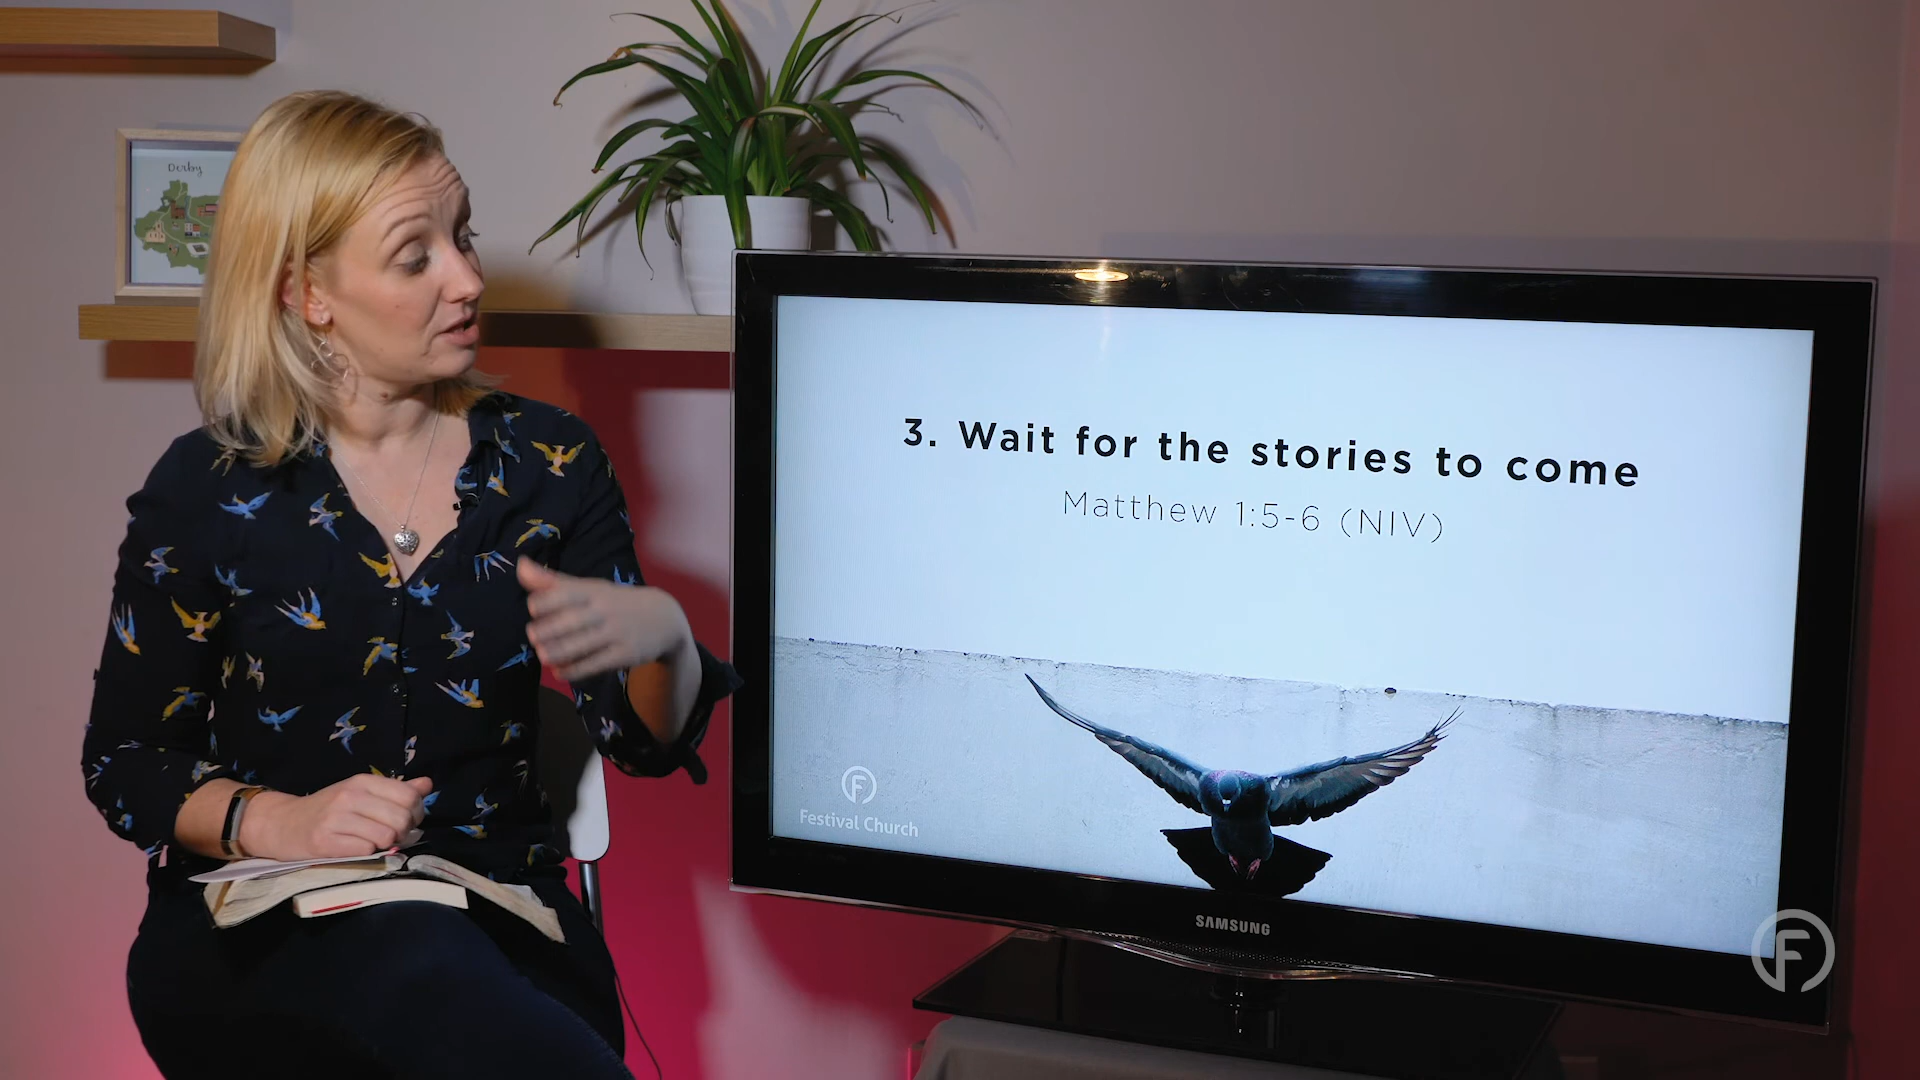 Derby
3. Wait for the stories to come
Matthew 1:5-6 (NIV)
Festival Church
SAMSUNG